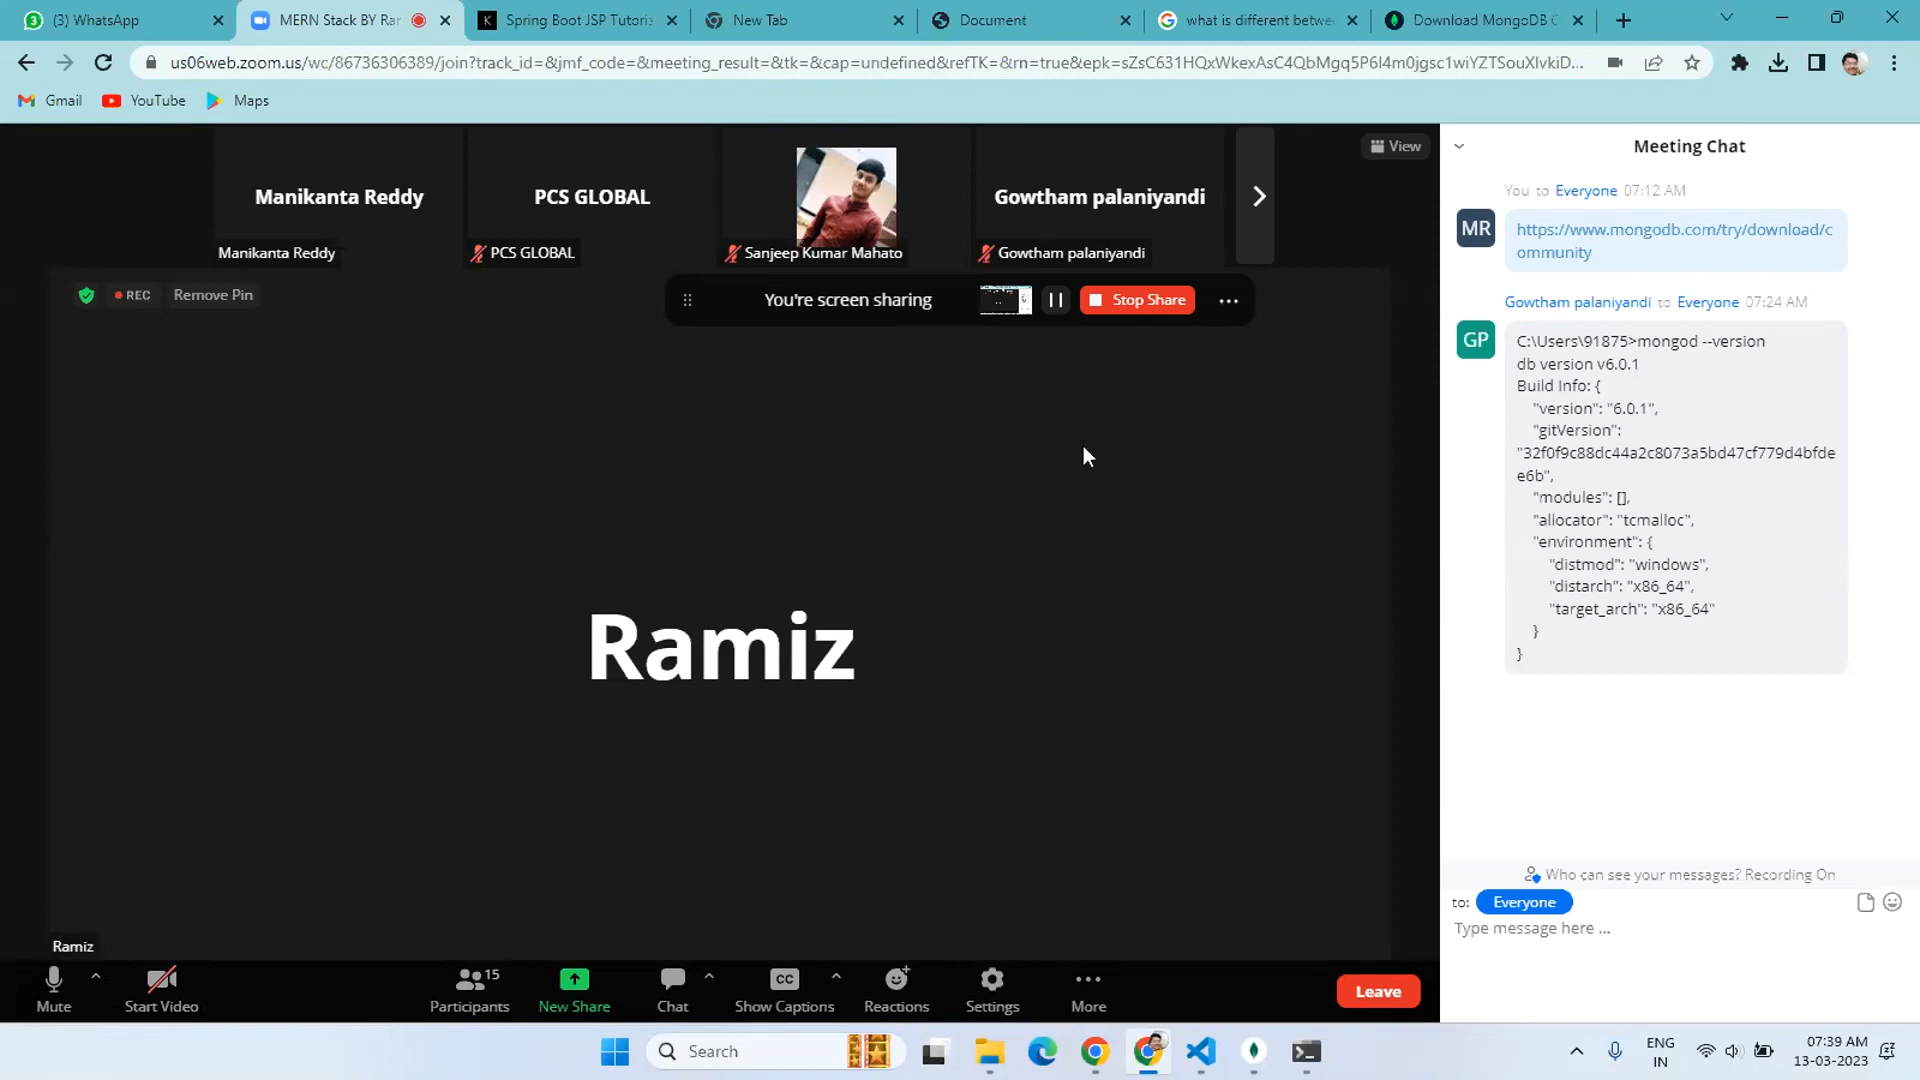 (3) WhatsApp
MERN Stack BY Rar
Spring Boot JSP Tutoria
New Tab
Document
what is different betwe
Download MongoDB C
us06web.zoom.us/wc/86736306389/join?track_id=&jmf_code=&meeting_result=&tk=&cap=undefined&refTK=&rn=true&epk=sZsC631HQxWkexAsC4QbMgq5P6I4m0jgsc1wiYZTSouXIvkiD...
Gmail
YouTube
Maps
Manikanta Reddy
Manikanta Reddy
PCS GLOBAL
PCS GLOBAL
Sanjeep Kumar Mahato
Gowtham palaniyandi
Gowtham palaniyandi
View
REC
Remove Pin
You're screen sharing
Stop Share
Ramiz
Ramiz
Mute
Start Video
15
Participants
New Share
Chat
CC
Show Captions
Reactions
Settings
More
Leave
Meeting Chat
You to Everyone 07:12 AM
MR
https://www.mongodb.com/try/download/c
ommunity
Gowtham palaniyandi to Everyone 07:24 AM
GP
C:\Users\91875>mongod --version
db version v6.0.1
Build Info: {
"version": "6.0.1",
"gitVersion":
"32f0f9c88dc44a2c8073a5bd47cf779d4bfde
e6b",
"modules": [],
"allocator": "tcmalloc",
"environment": {
"distmod": "windows",
"distarch": "x86_64",
"target_arch": "x86_64"
}
}
Who can see your messages? Recording On
to: Everyone
Type message here ...
Search
ENG
IN
07:39 AM
13-03-2023